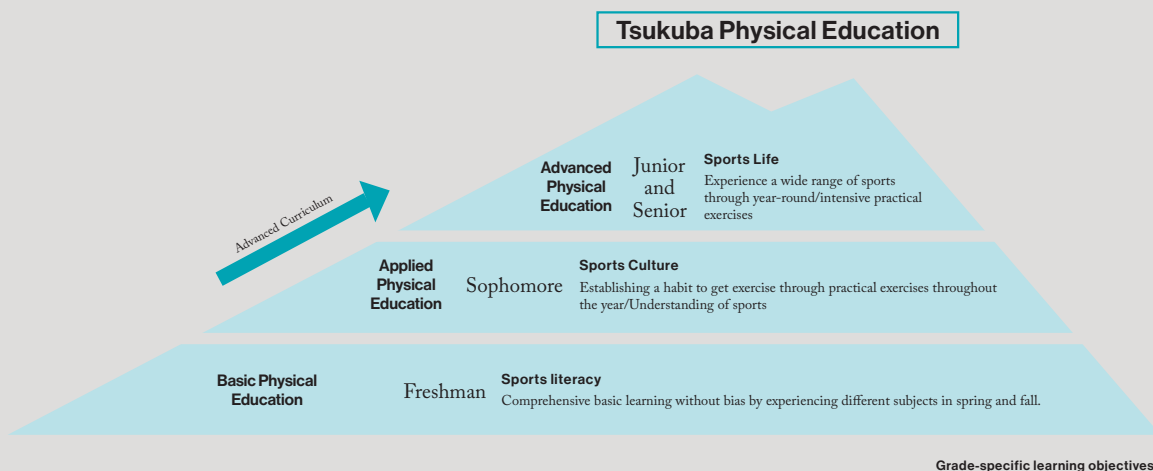 Tsukuba Physical Education
Advanced
Physical
Education
Junior
and
Senior
Sports Life
Experience a wide range of sports
through year-round/intensive practical
exercises
Advanced Curriculum
Applied
Physical
Education
Sophomore
Sports Culture
Establishing a habit to get exercise through practical exercises throughout
the year/Understanding of sports
Basic Physical
Education
Freshman
Sports literacy
Comprehensive basic learning without bias by experiencing different subjects in spring and fall.
Grade-specific learning objectives